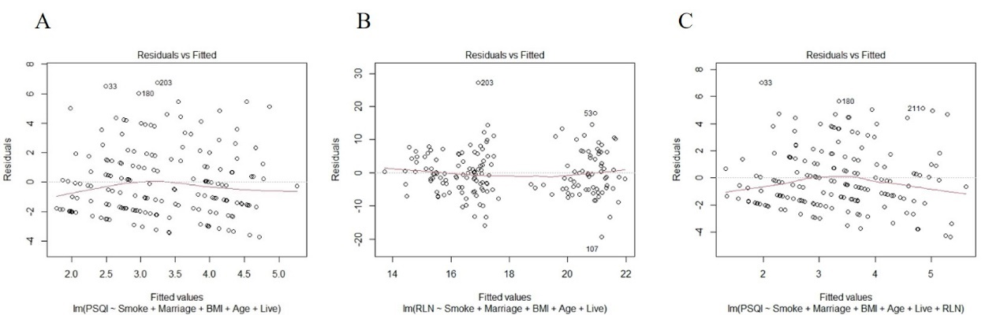 A
B
C
Residuals vs Fitted
Residuals vs Fitted
Residuals vs Fitted
Residuals
8
6
4
2
0
-2
-4
33
203
180
2.0 2.5 3.0 3.5 4.0 4.5 5.0
Fitted values
lm(PSQI ~ Smoke + Marriage + BMI + Age + Live)
Residuals
30
20
10
0
-10
-20
203
53
107
14 16 18 20 22
Fitted values
lm(RLN ~ Smoke + Marriage + BMI + Age + Live)
Residuals
8
6
4
2
0
-2
-4
33
180
211
2 3 4 5
Fitted values
lm(PSQI ~ Smoke + Marriage + BMI + Age + Live + RLN)